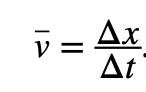 v̄ = Δx/Δt.